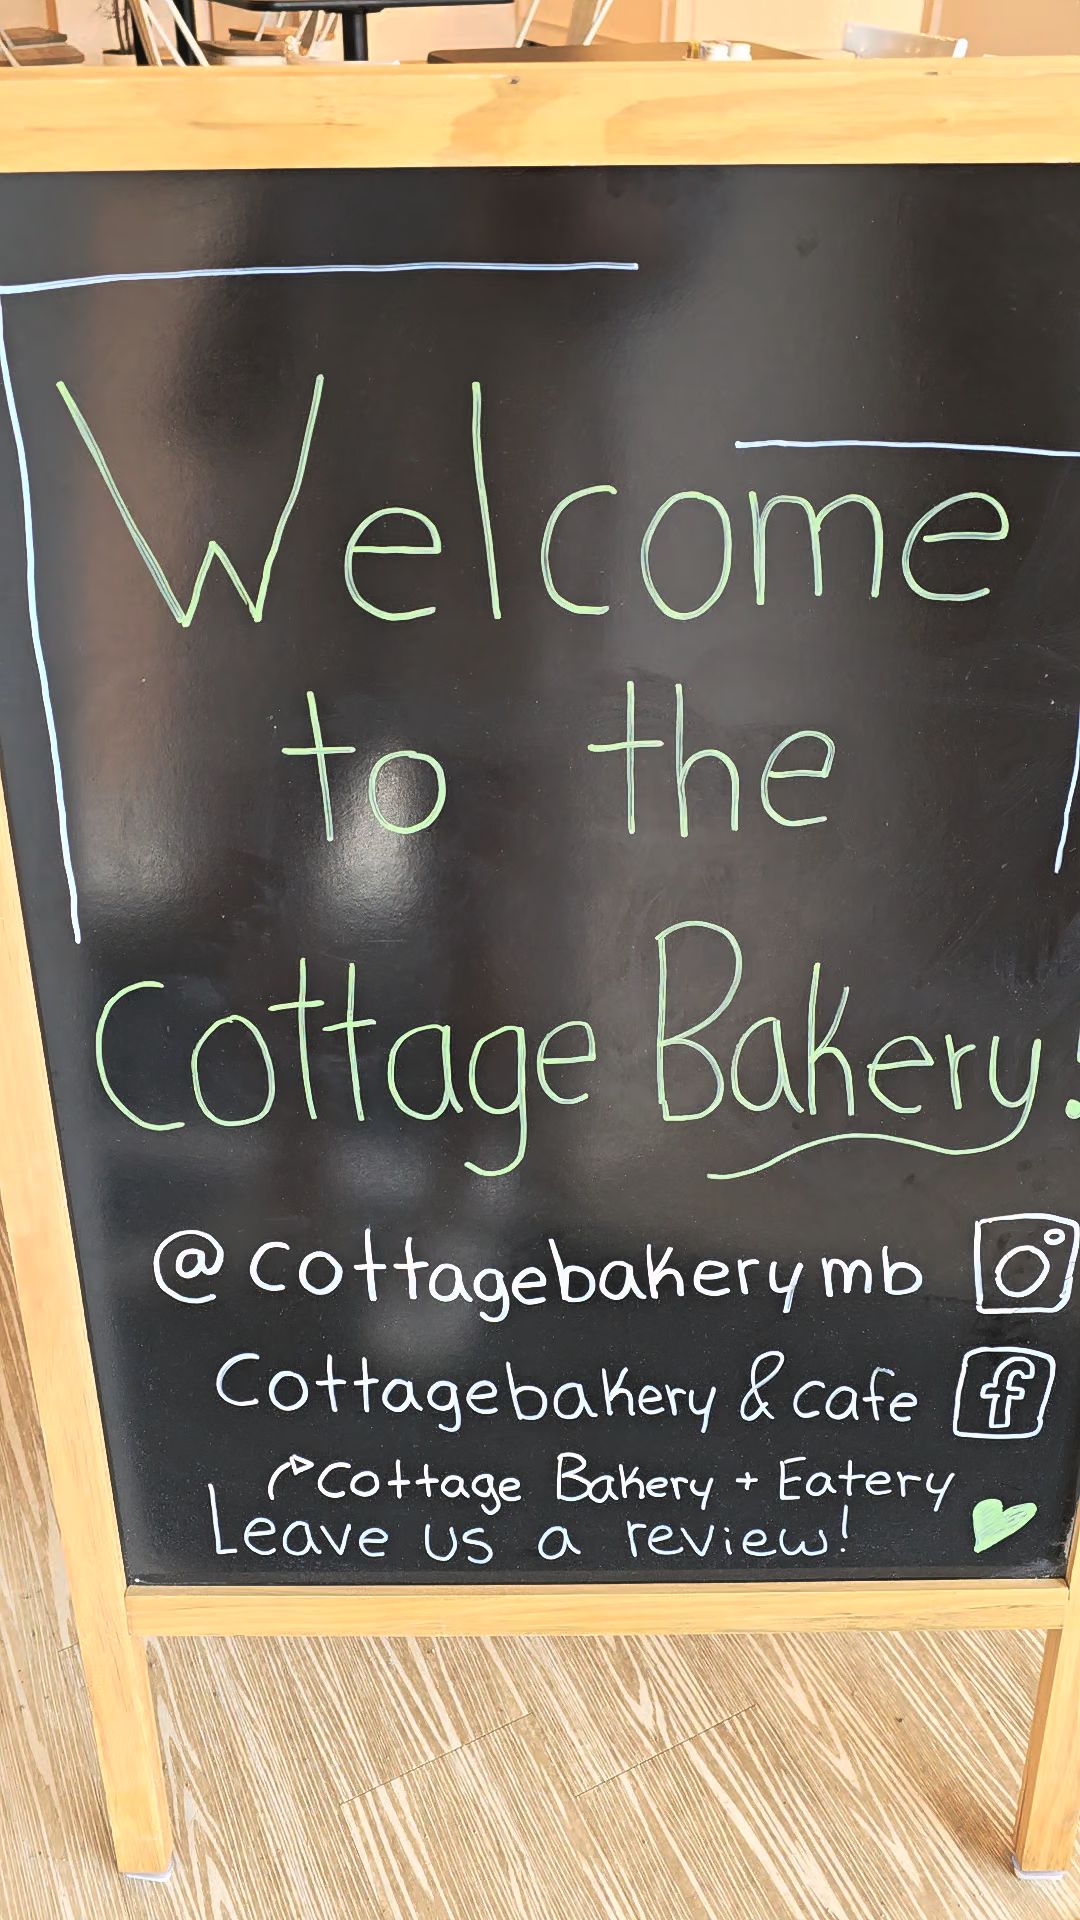 Welcome
to the
Cottage Bakery!
@cottagebakerymb
Cottagebakery & cafe f
Cottage Bakery + Eatery
Leave us a review!